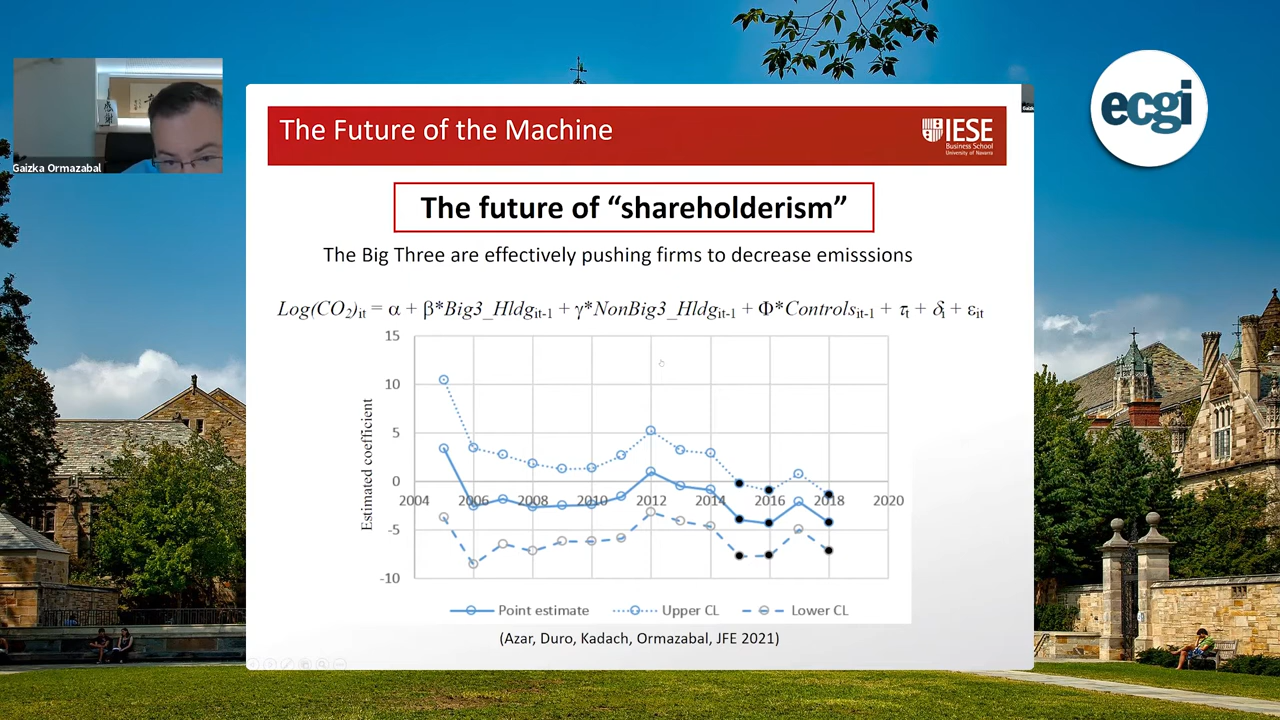 Gaizka Ormazabal
ecgi
The Future of the Machine
IESE
Business School
University of Navarra
The future of “shareholderism”
The Big Three are effectively pushing firms to decrease emisssions
Log(CO₂)it = α + β*Big3_Hldgit-1 + γ*NonBig3_Hldgit-1 + Φ*Controlsit-1 + τt + δi + εit
15
10
5
0
-5
-10
Estimated coefficient
2004 2006 2008 2010 2012 2014 2016 2018 2020
Point estimate Upper CL Lower CL
(Azar, Duro, Kadach, Ormazabal, JFE 2021)